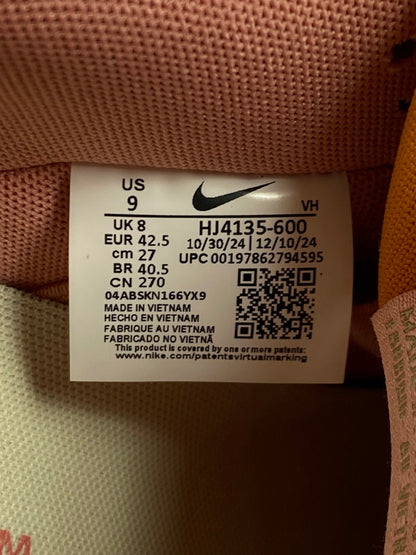 US
9
VH
UK 8
EUR 42.5
cm 27
BR 40.5
CN 270
HJ4135-600
10/30/24 | 12/10/24
UPC 00197862794595
04ABSKN166YX9
MADE IN VIETNAM
HECHO EN VIETNAM
FABRIQUE AU VIETNAM
FABRICADO NO VIETNÃ
This product is covered by one or more patents:
www.nike.com/patentsvirtualmarking
M